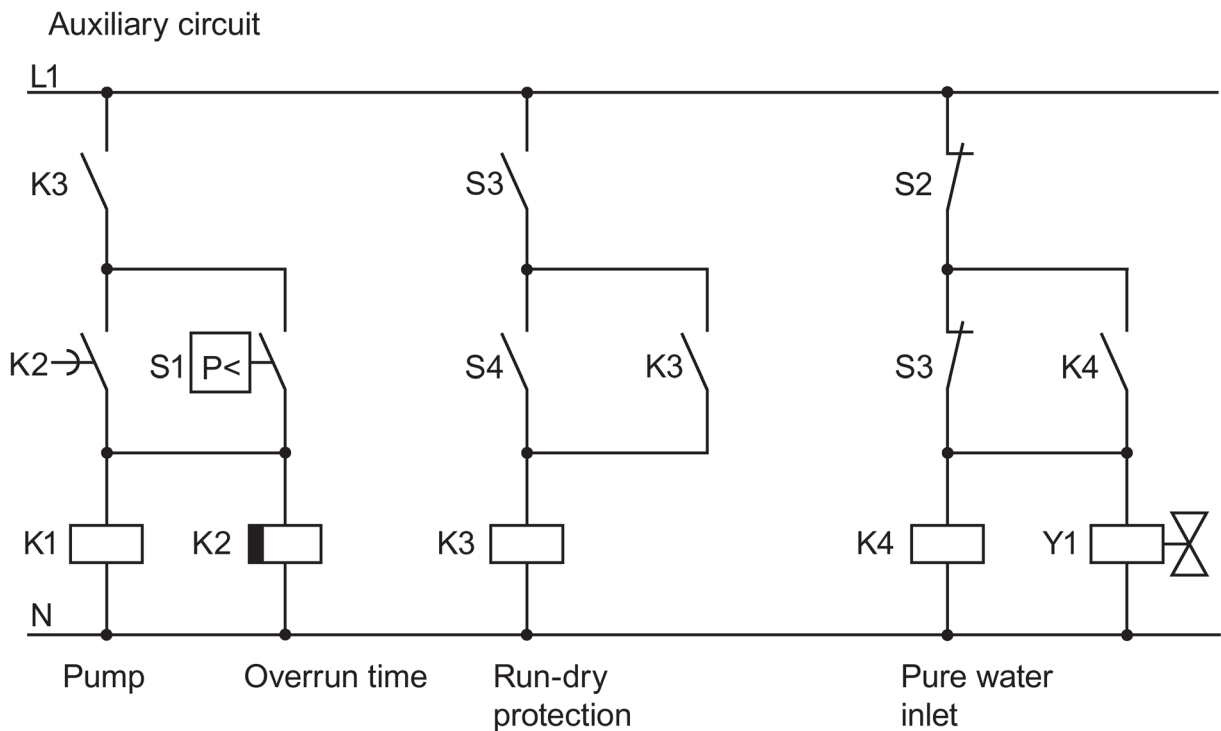 Auxiliary circuit
L1
K3
S3
S2
K2
S1
P<
S4
K3
S3
K4
K1
K2
K3
K4
Y1
N
Pump
Overrun time
Run-dry
protection
Pure water
inlet